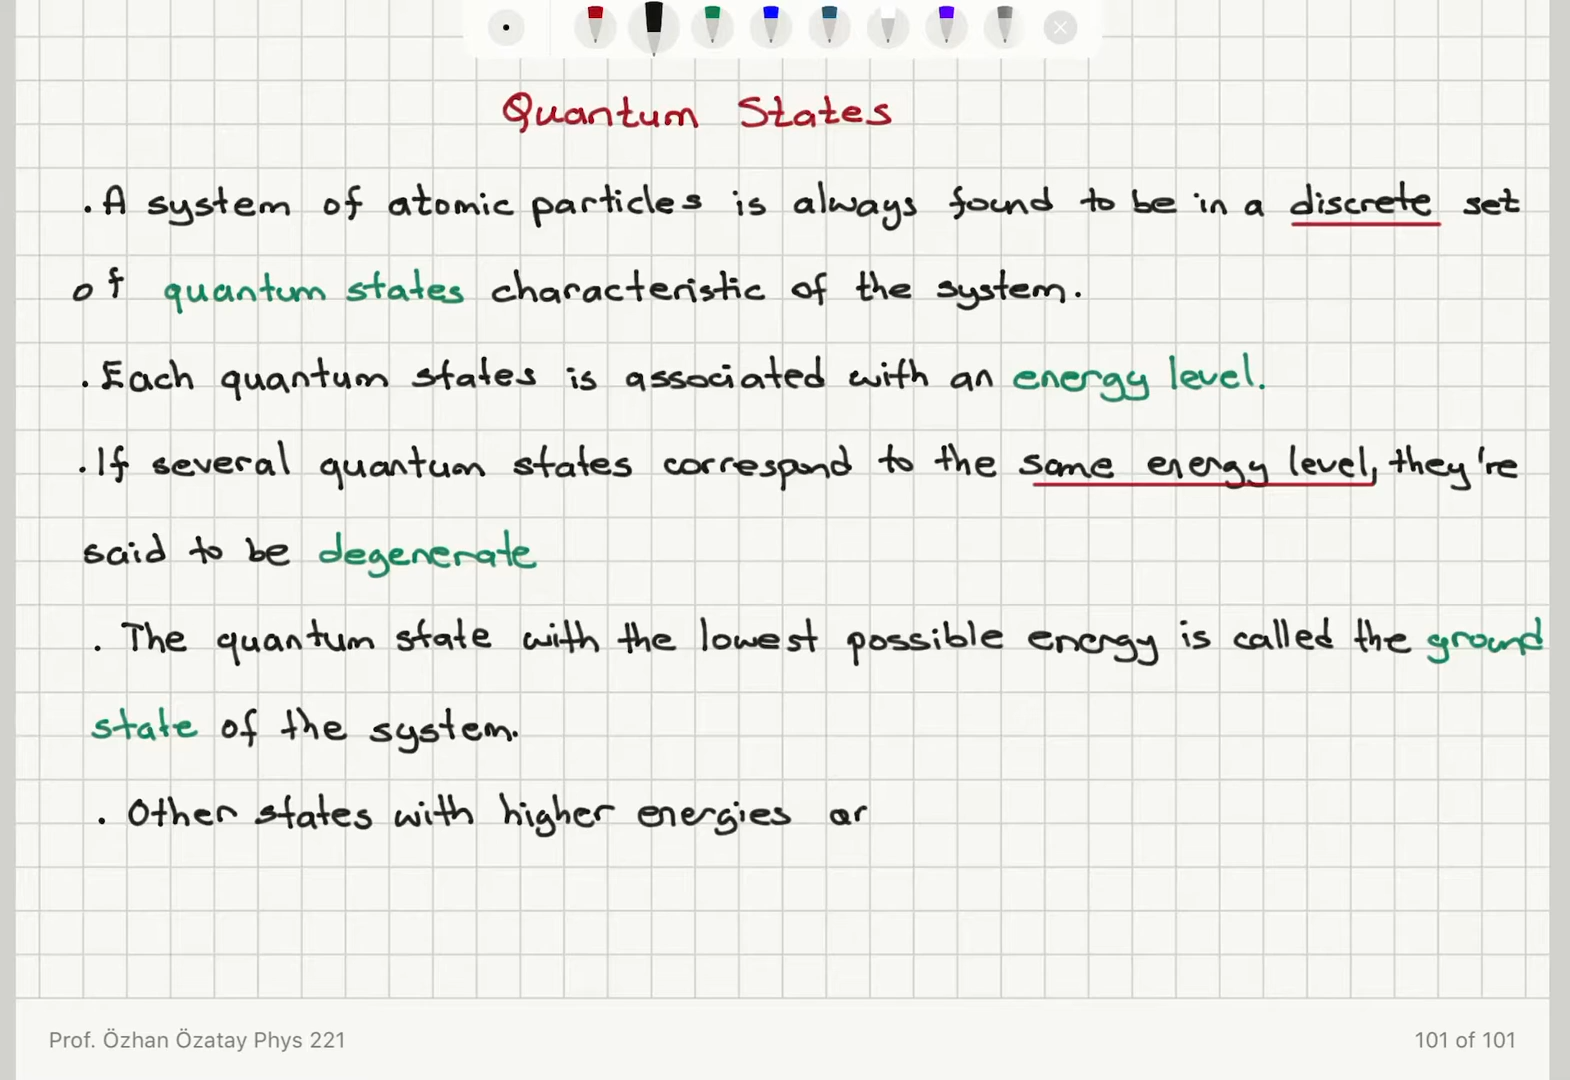 Quantum States
. A system of atomic particles is always found to be in a discrete set
of quantum states characteristic of the system.
. Each quantum states is associated with an energy level.
. If several quantum states correspond to the same energy level, they're
said to be degenerate
. The quantum state with the lowest possible energy is called the ground
state of the system.
. Other states with higher energies ar
Prof. Özhan Özatay Phys 221
101 of 101